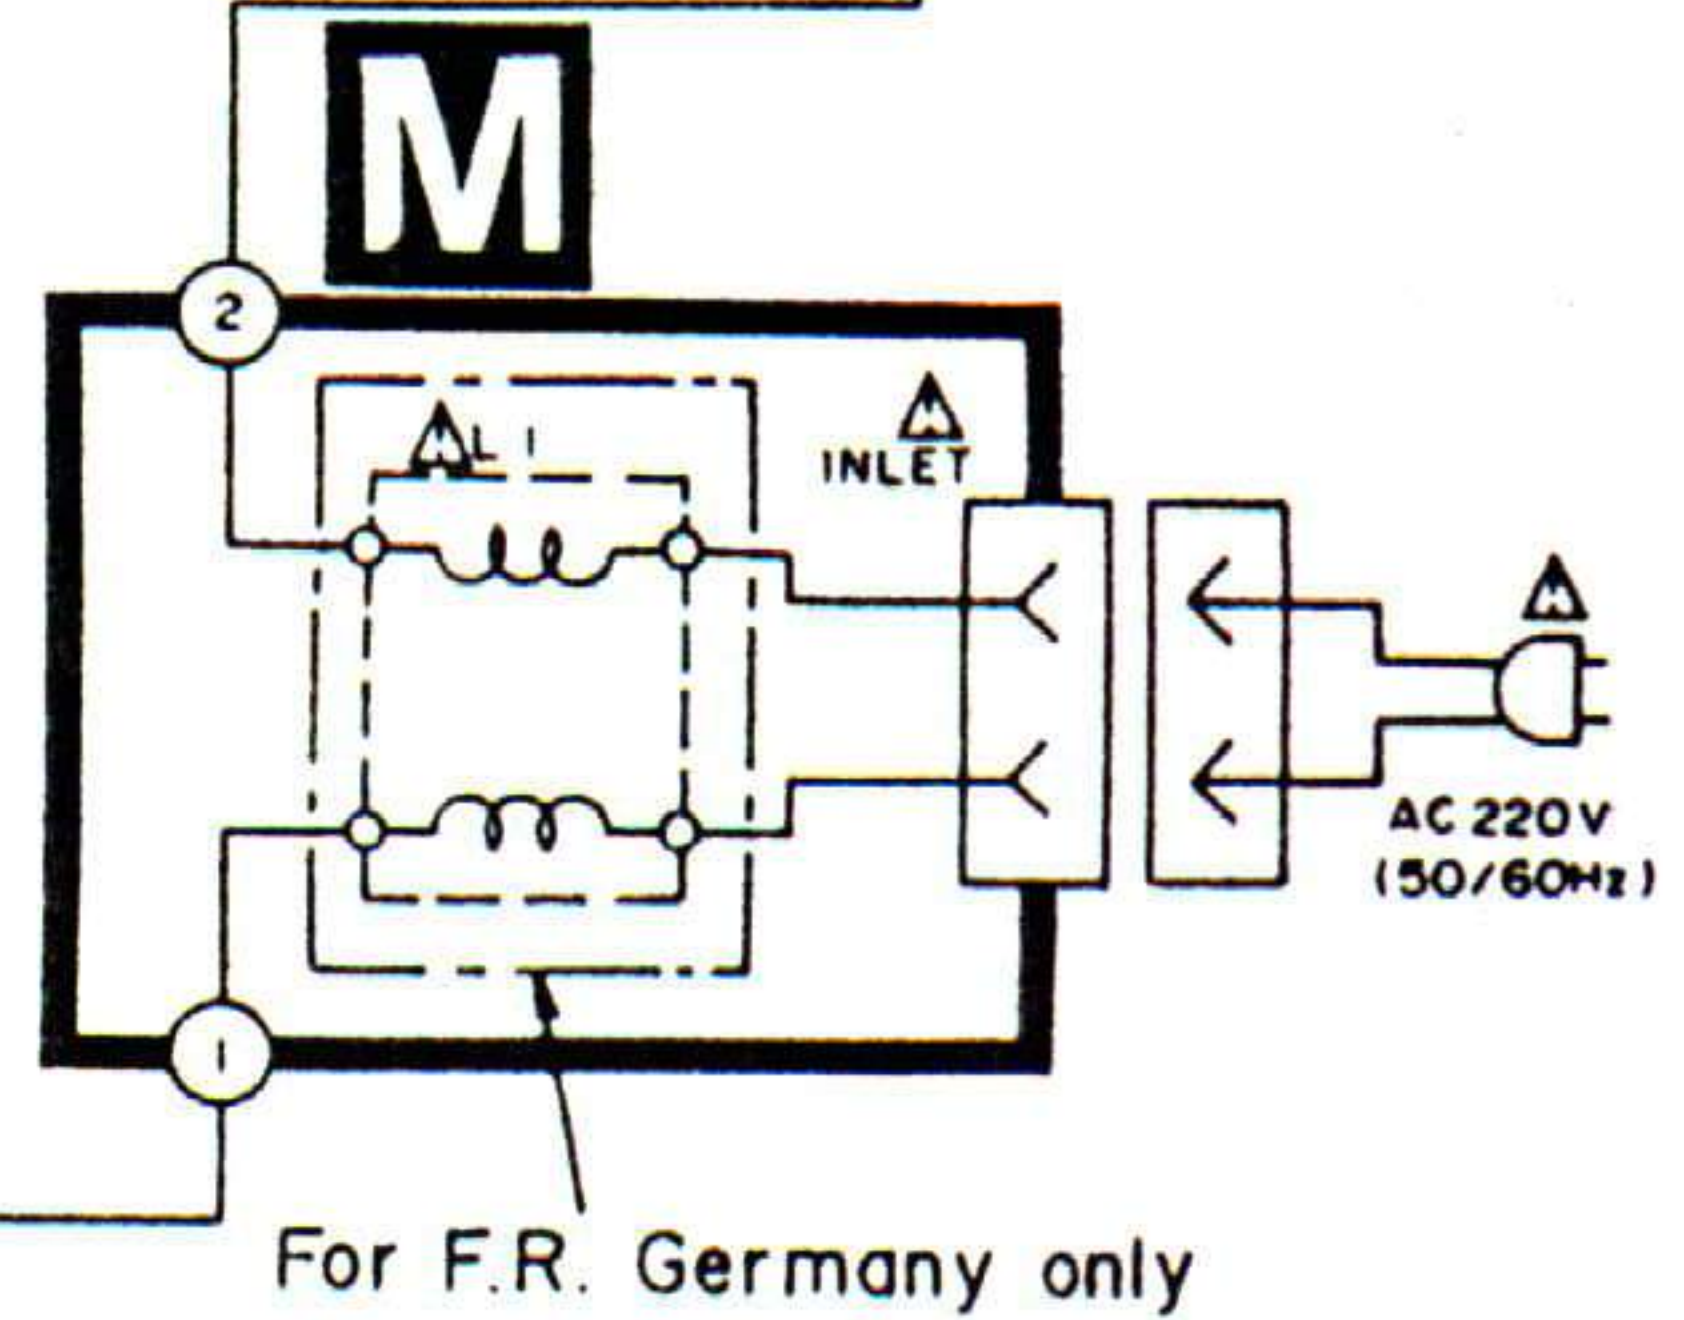 M
2
L 1
INLET
AC 220V
(50/60Hz)
1
For F.R. Germany only